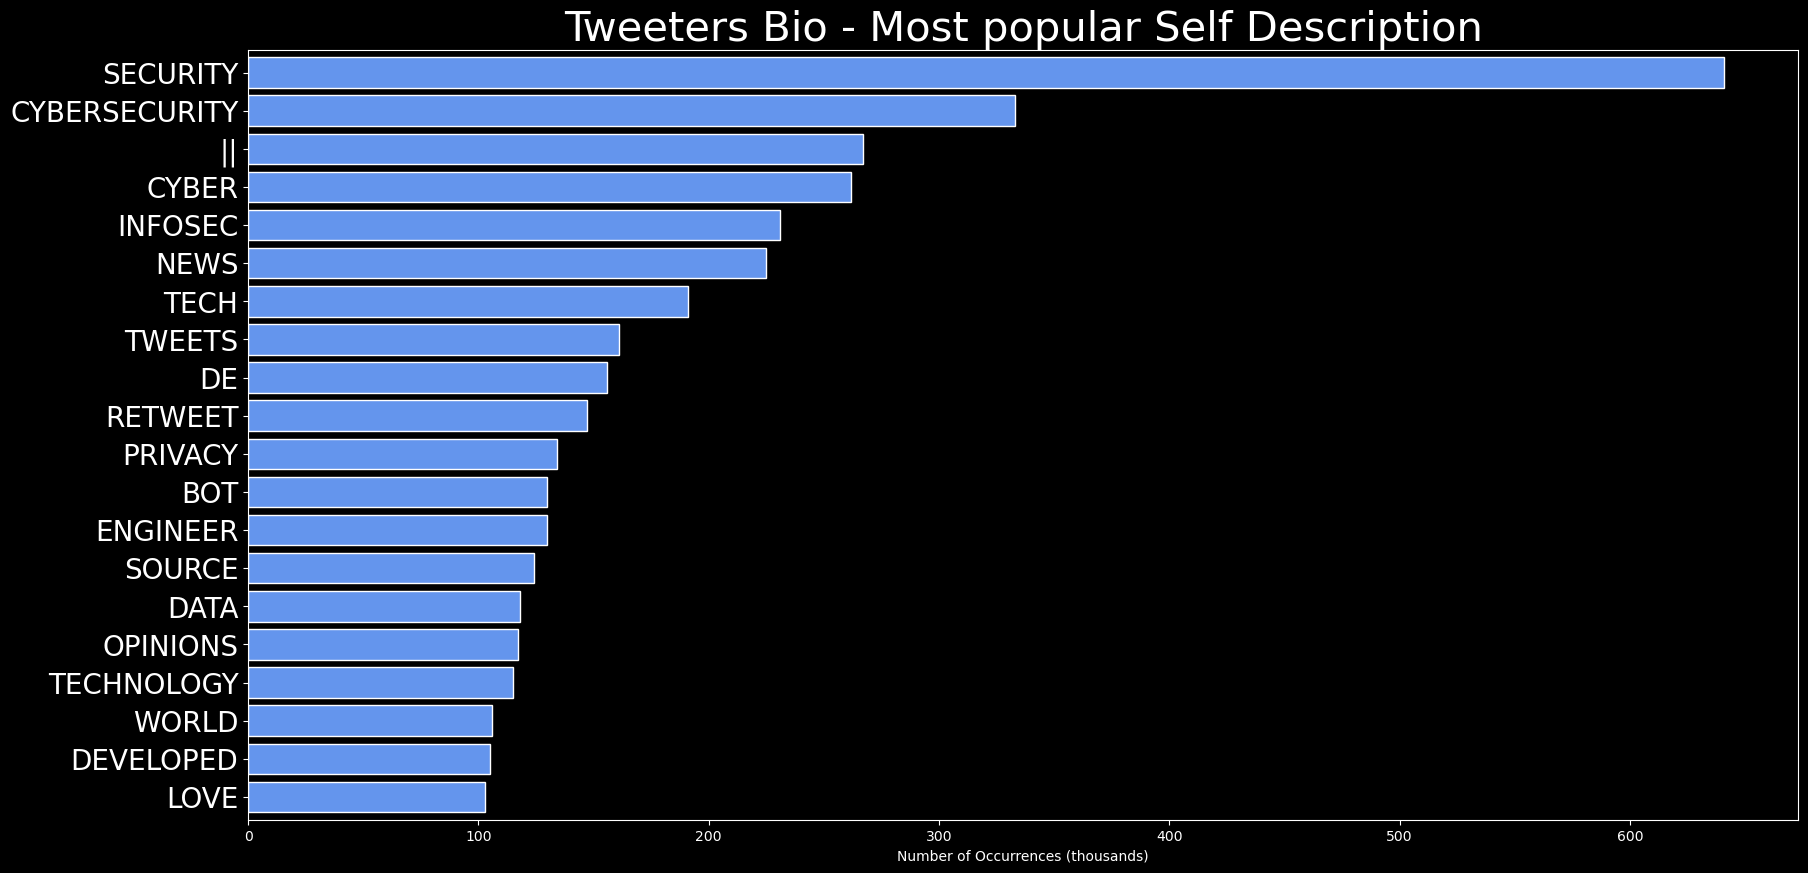 Tweeters Bio - Most popular Self Description
SECURITY
CYBERSECURITY
||
CYBER
INFOSEC
NEWS
TECH
TWEETS
DE
RETWEET
PRIVACY
BOT
ENGINEER
SOURCE
DATA
OPINIONS
TECHNOLOGY
WORLD
DEVELOPED
LOVE
0 100 200 300 400 500 600
Number of Occurrences (thousands)